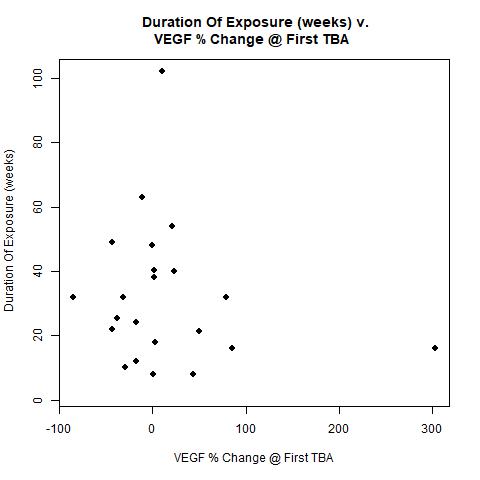 Duration Of Exposure (weeks) v.
VEGF % Change @ First TBA
Duration Of Exposure (weeks)
100
80
60
40
20
0
-100 0 100 200 300
VEGF % Change @ First TBA